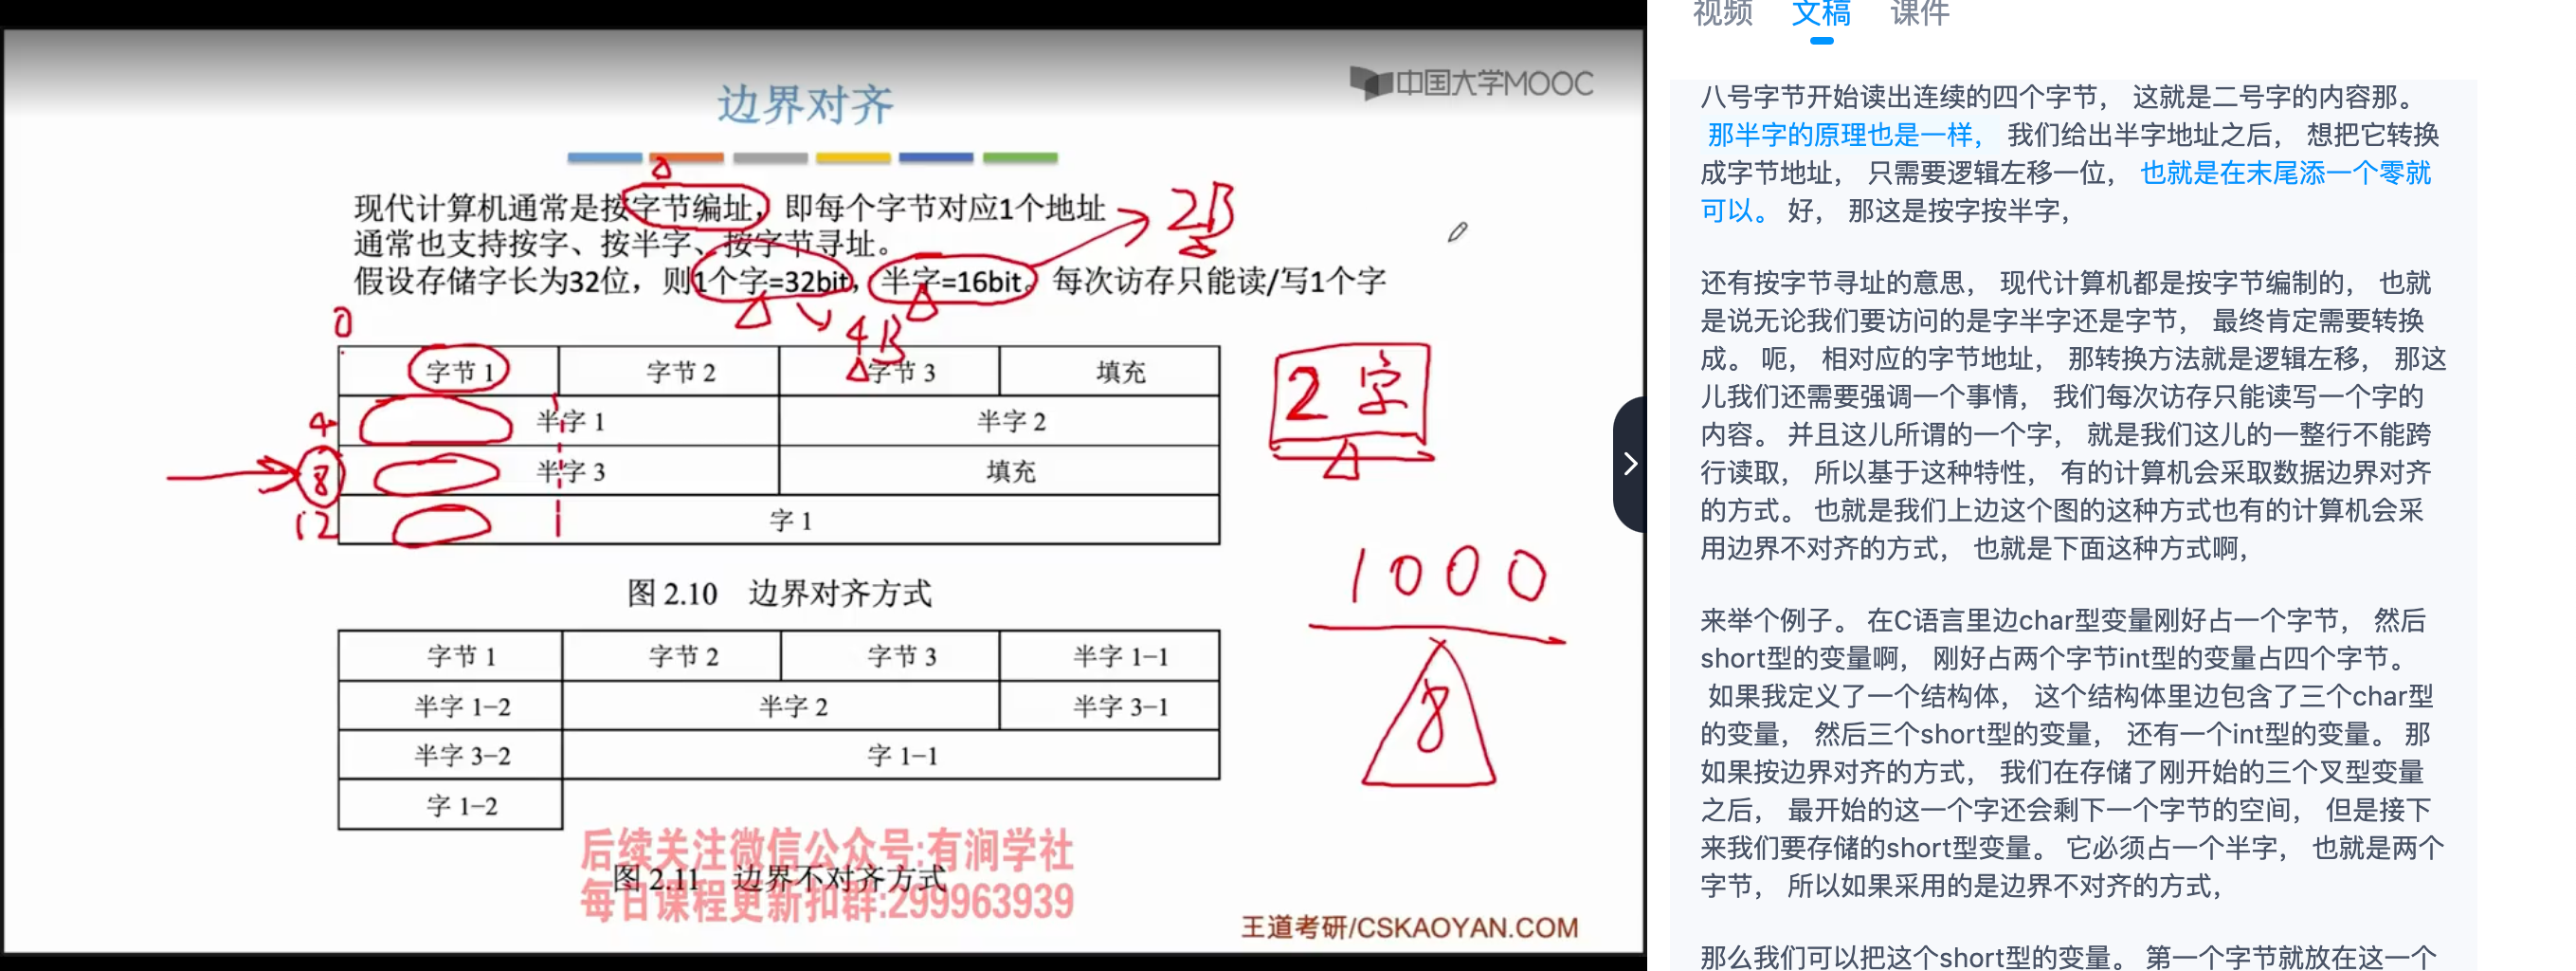 边界对齐
中国大学MOOC
现代计算机通常是按字节编址，即每个字节对应1个地址
通常也支持按字、按半字、按字节寻址。
假设存储字长为32位，则1个字=32bit，半字=16bit。每次访存只能读/写1个字
2B
4B
0
字节 1 字节 2 字节 3 填充
4 半字 1 半字 2
8 半字 3 填充
12 字 1
2 字
图 2.10 边界对齐方式
1000
8
字节 1 字节 2 字节 3 半字 1-1
半字 1-2 半字 2 半字 3-1
半字 3-2 字 1-1
字 1-2
后续关注微信公众号:有涧学社
图 2.11 边界不对齐方式
每日课程更新扣群:299963939
王道考研/CSKAOYAN.COM
视频 文稿 课件
八号字节开始读出连续的四个字节， 这就是二号字的内容那。
那半字的原理也是一样， 我们给出半字地址之后， 想把它转换
成字节地址， 只需要逻辑左移一位， 也就是在末尾添一个零就
可以。 好， 那这是按字按半字，
还有按字节寻址的意思， 现代计算机都是按字节编制的， 也就
是说无论我们要访问的是字半字还是字节， 最终肯定需要转换
成。 呃， 相对应的字节地址， 那转换方法就是逻辑左移， 那这
儿我们还需要强调一个事情， 我们每次访存只能读写一个字的
内容。 并且这儿所谓的一个字， 就是我们这儿的一整行不能跨
行读取， 所以基于这种特性， 有的计算机会采取数据边界对齐
的方式。 也就是我们上边这个图的这种方式也有的计算机会采
用边界不对齐的方式， 也就是下面这种方式啊，
来举个例子。 在C语言里边char型变量刚好占一个字节， 然后
short型的变量啊， 刚好占两个字节int型的变量占四个字节。
如果我定义了一个结构体， 这个结构体里边包含了三个char型
的变量， 然后三个short型的变量， 还有一个int型的变量。 那
如果按边界对齐的方式， 我们在存储了刚开始的三个叉型变量
之后， 最开始的这一个字还会剩下一个字节的空间， 但是接下
来我们要存储的short型变量。 它必须占一个半字， 也就是两个
字节， 所以如果采用的是边界不对齐的方式，
那么我们可以把这个short型的变量。 第一个字节就放在这一个